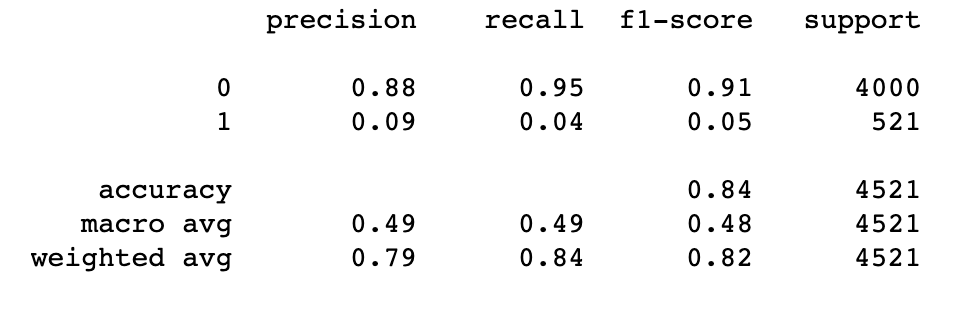 precision recall f1-score support
0 0.88 0.95 0.91 4000
1 0.09 0.04 0.05 521
accuracy 0.84 4521
macro avg 0.49 0.49 0.48 4521
weighted avg 0.79 0.84 0.82 4521